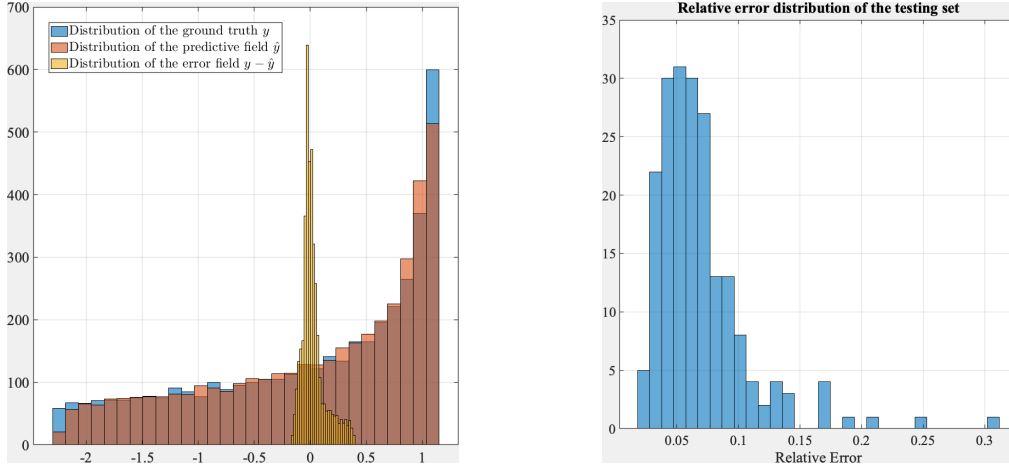 700
600
500
400
300
200
100
0
-2 -1.5 -1 -0.5 0 0.5 1
Distribution of the ground truth y
Distribution of the predictive field ŷ
Distribution of the error field y − ŷ
Relative error distribution of the testing set
35
30
25
20
15
10
5
0
0.05 0.1 0.15 0.2 0.25 0.3
Relative Error